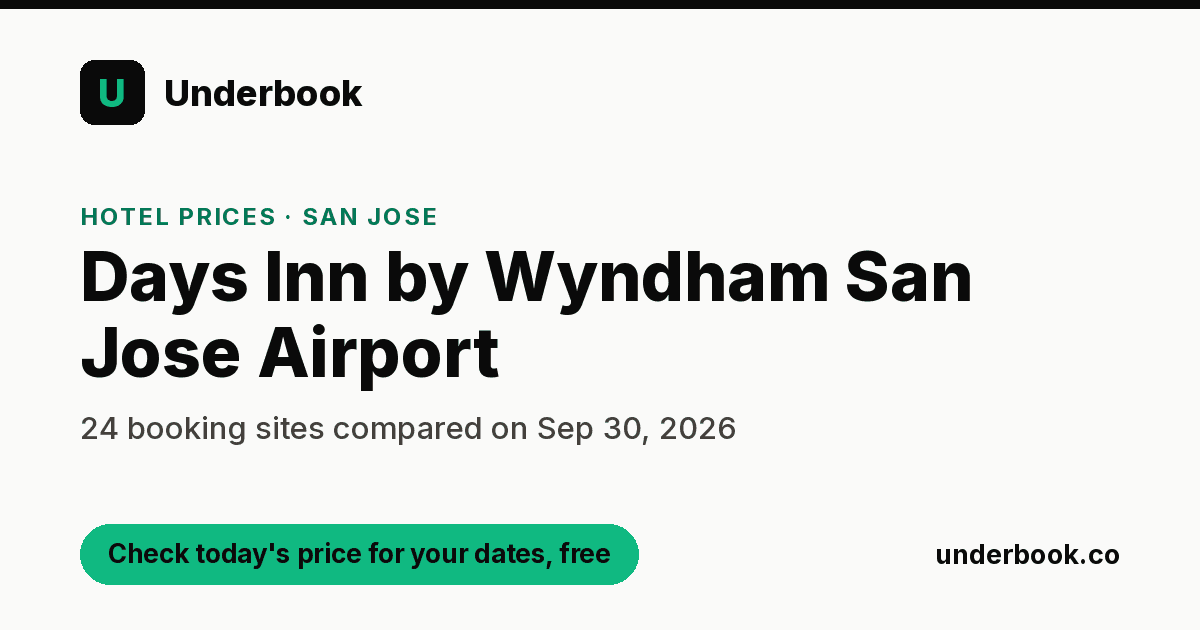 U
Underbook
HOTEL PRICES · SAN JOSE
Days Inn by Wyndham San
Jose Airport
24 booking sites compared on Sep 30, 2026
Check today's price for your dates, free
underbook.co